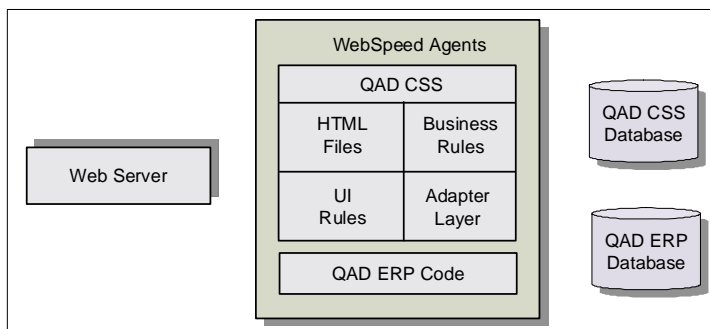 WebSpeed Agents
QAD CSS
HTML
Files
Business
Rules
UI
Rules
Adapter
Layer
QAD ERP Code
Web Server
QAD CSS
Database
QAD ERP
Database